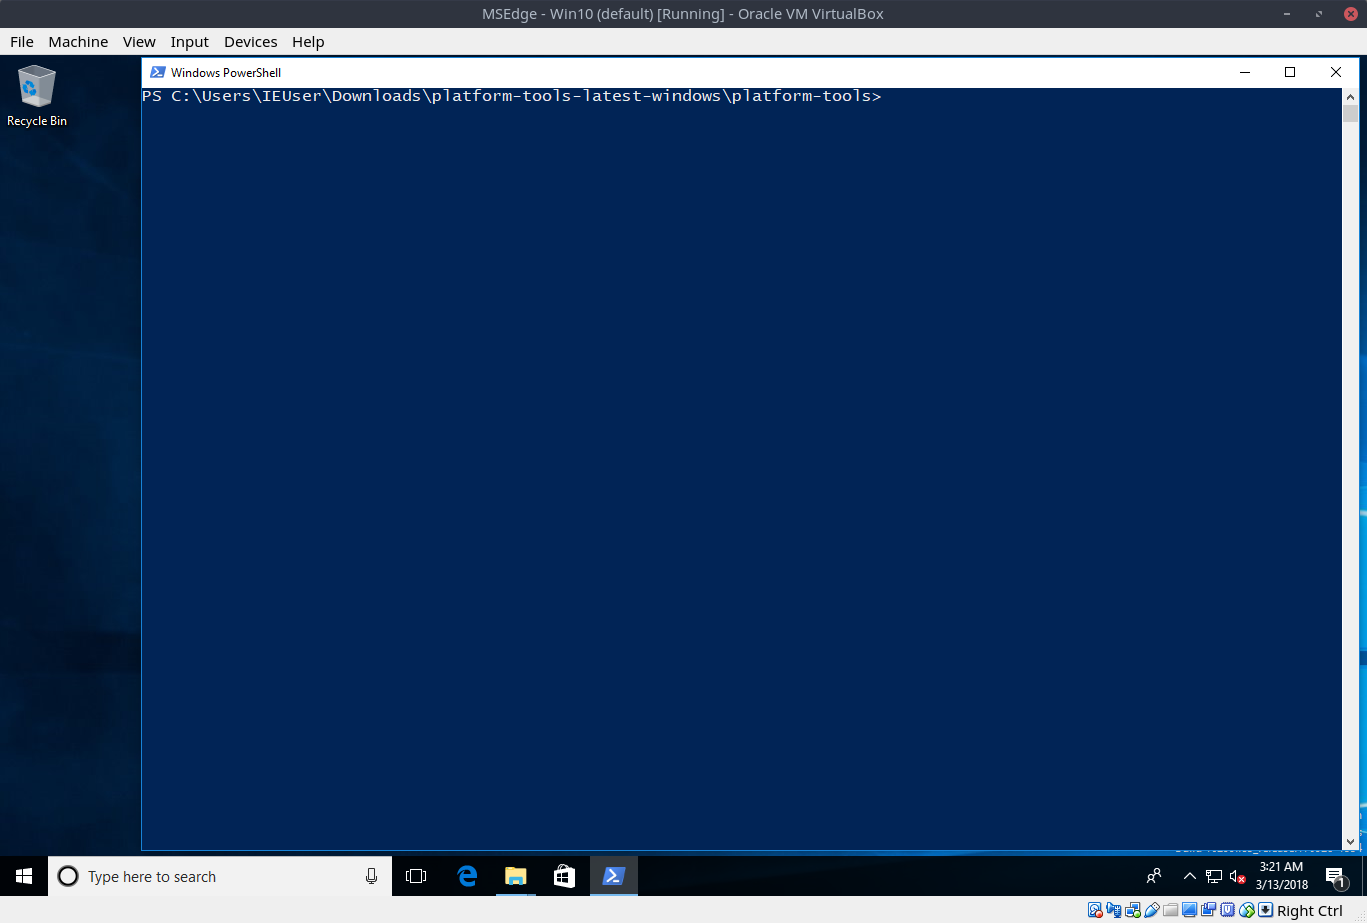 MSEdge - Win10 (default) [Running] - Oracle VM VirtualBox
File Machine View Input Devices Help
Windows PowerShell
PS C:\Users\IEUser\Downloads\platform-tools-latest-windows\platform-tools>
Recycle Bin
Type here to search
3:21 AM
3/13/2018
1
Right Ctrl